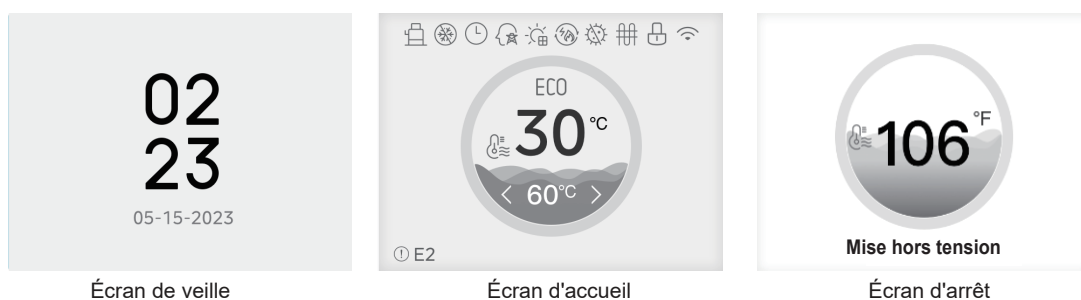 02
23
05-15-2023
Écran de veille
ECO
30°C
< 60°C >
E2
Écran d'accueil
106°F
Mise hors tension
Écran d'arrêt